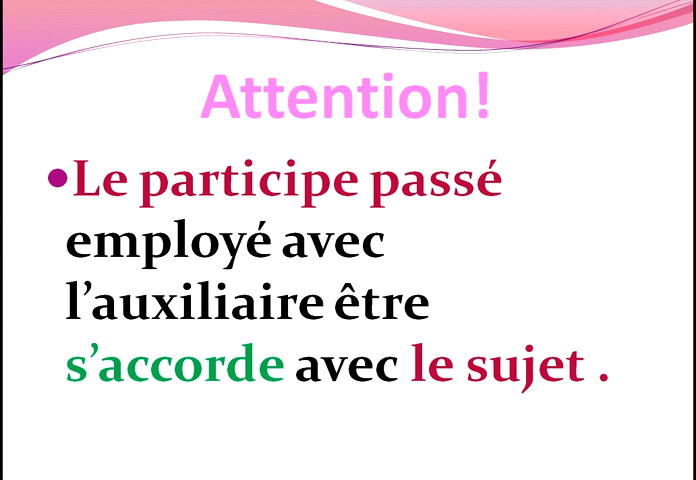 Attention!
•Le participe passé
employé avec
l’auxiliaire être
s’accorde avec le sujet .